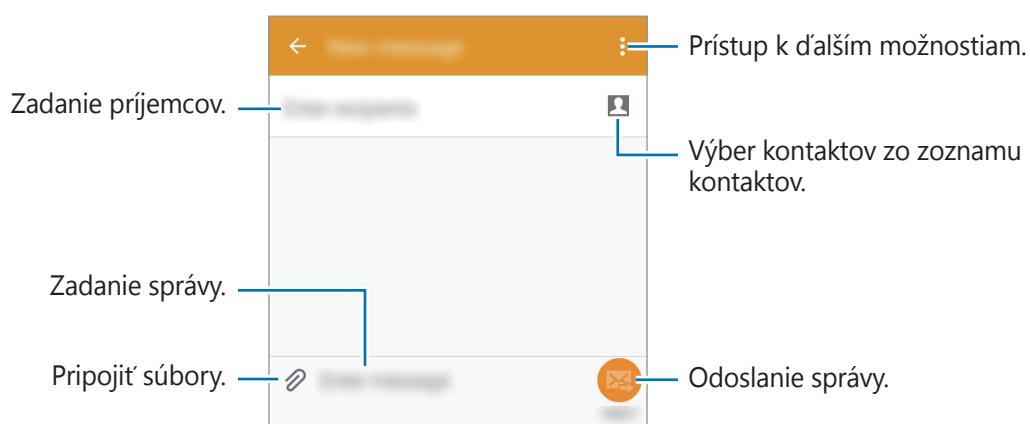 Prístup k ďalším možnostiam.
Zadanie príjemcov.
Výber kontaktov zo zoznamu
kontaktov.
Zadanie správy.
Pripojiť súbory.
Odoslanie správy.